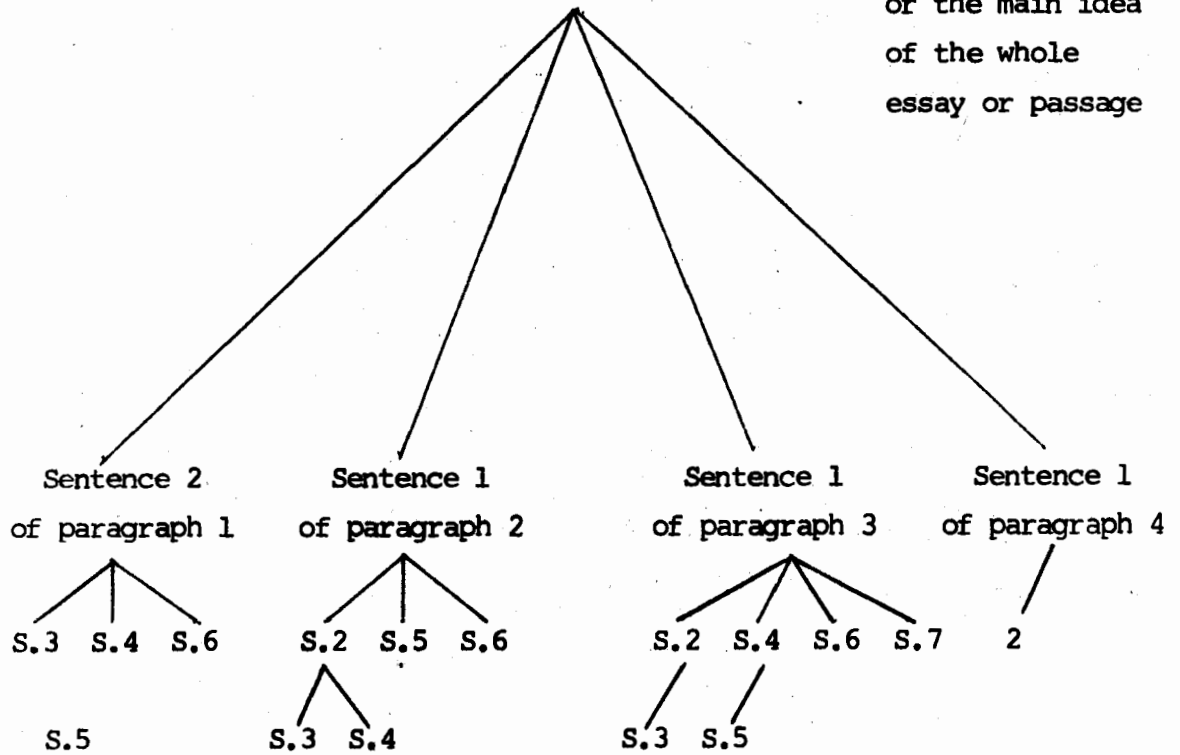 or the main idea
of the whole
essay or passage
Sentence 2 Sentence 1 Sentence 1 Sentence 1
of paragraph 1 of paragraph 2 of paragraph 3 of paragraph 4
S.3 S.4 S.6 S.2 S.5 S.6 S.2 S.4 S.6 S.7 2
S.5 S.3 S.4 S.3 S.5